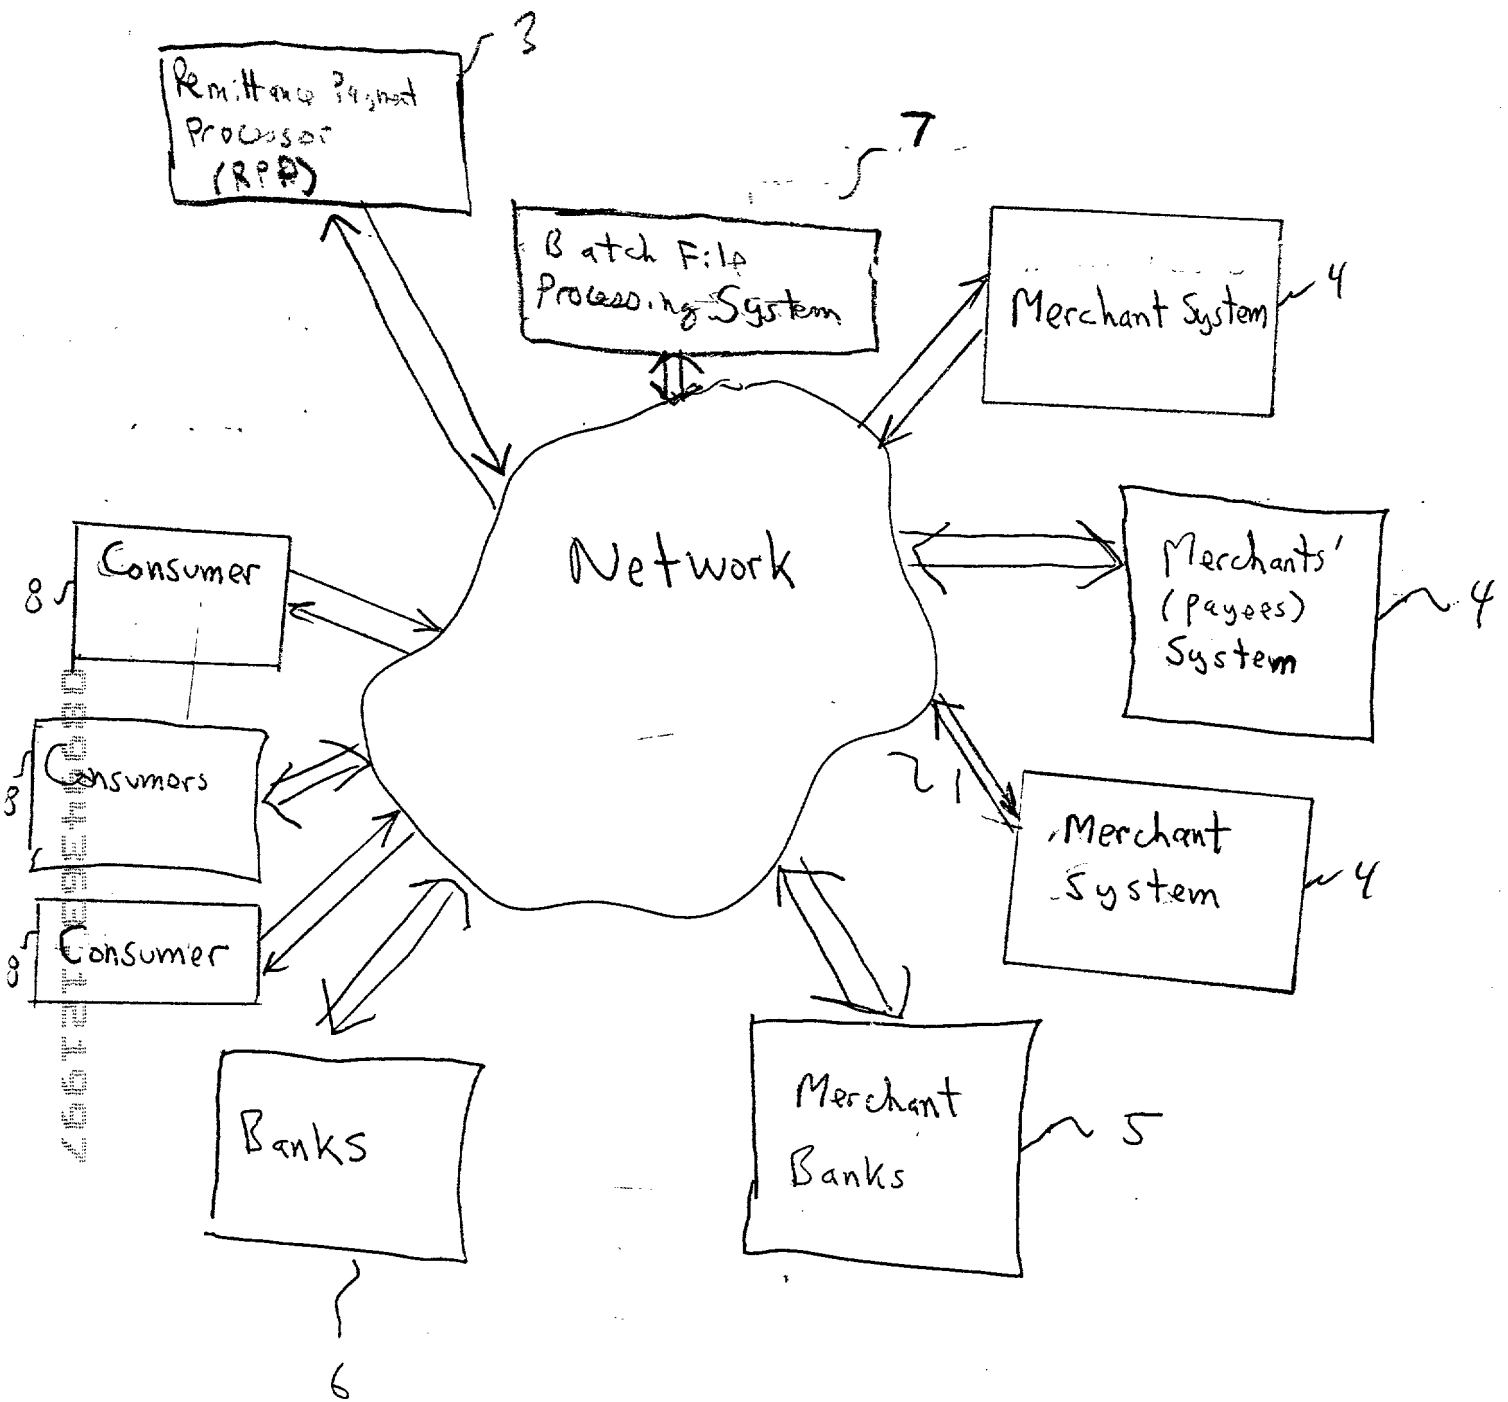 3
Remittance Payment
Processor
(RPP)
7
Batch File
Processing System
Merchant System
4
Network
Merchants'
(payees)
System
4
Consumer
8
Consumers
8
Consumer
8
1
Merchant
System
4
Banks
6
Merchant
Banks
5